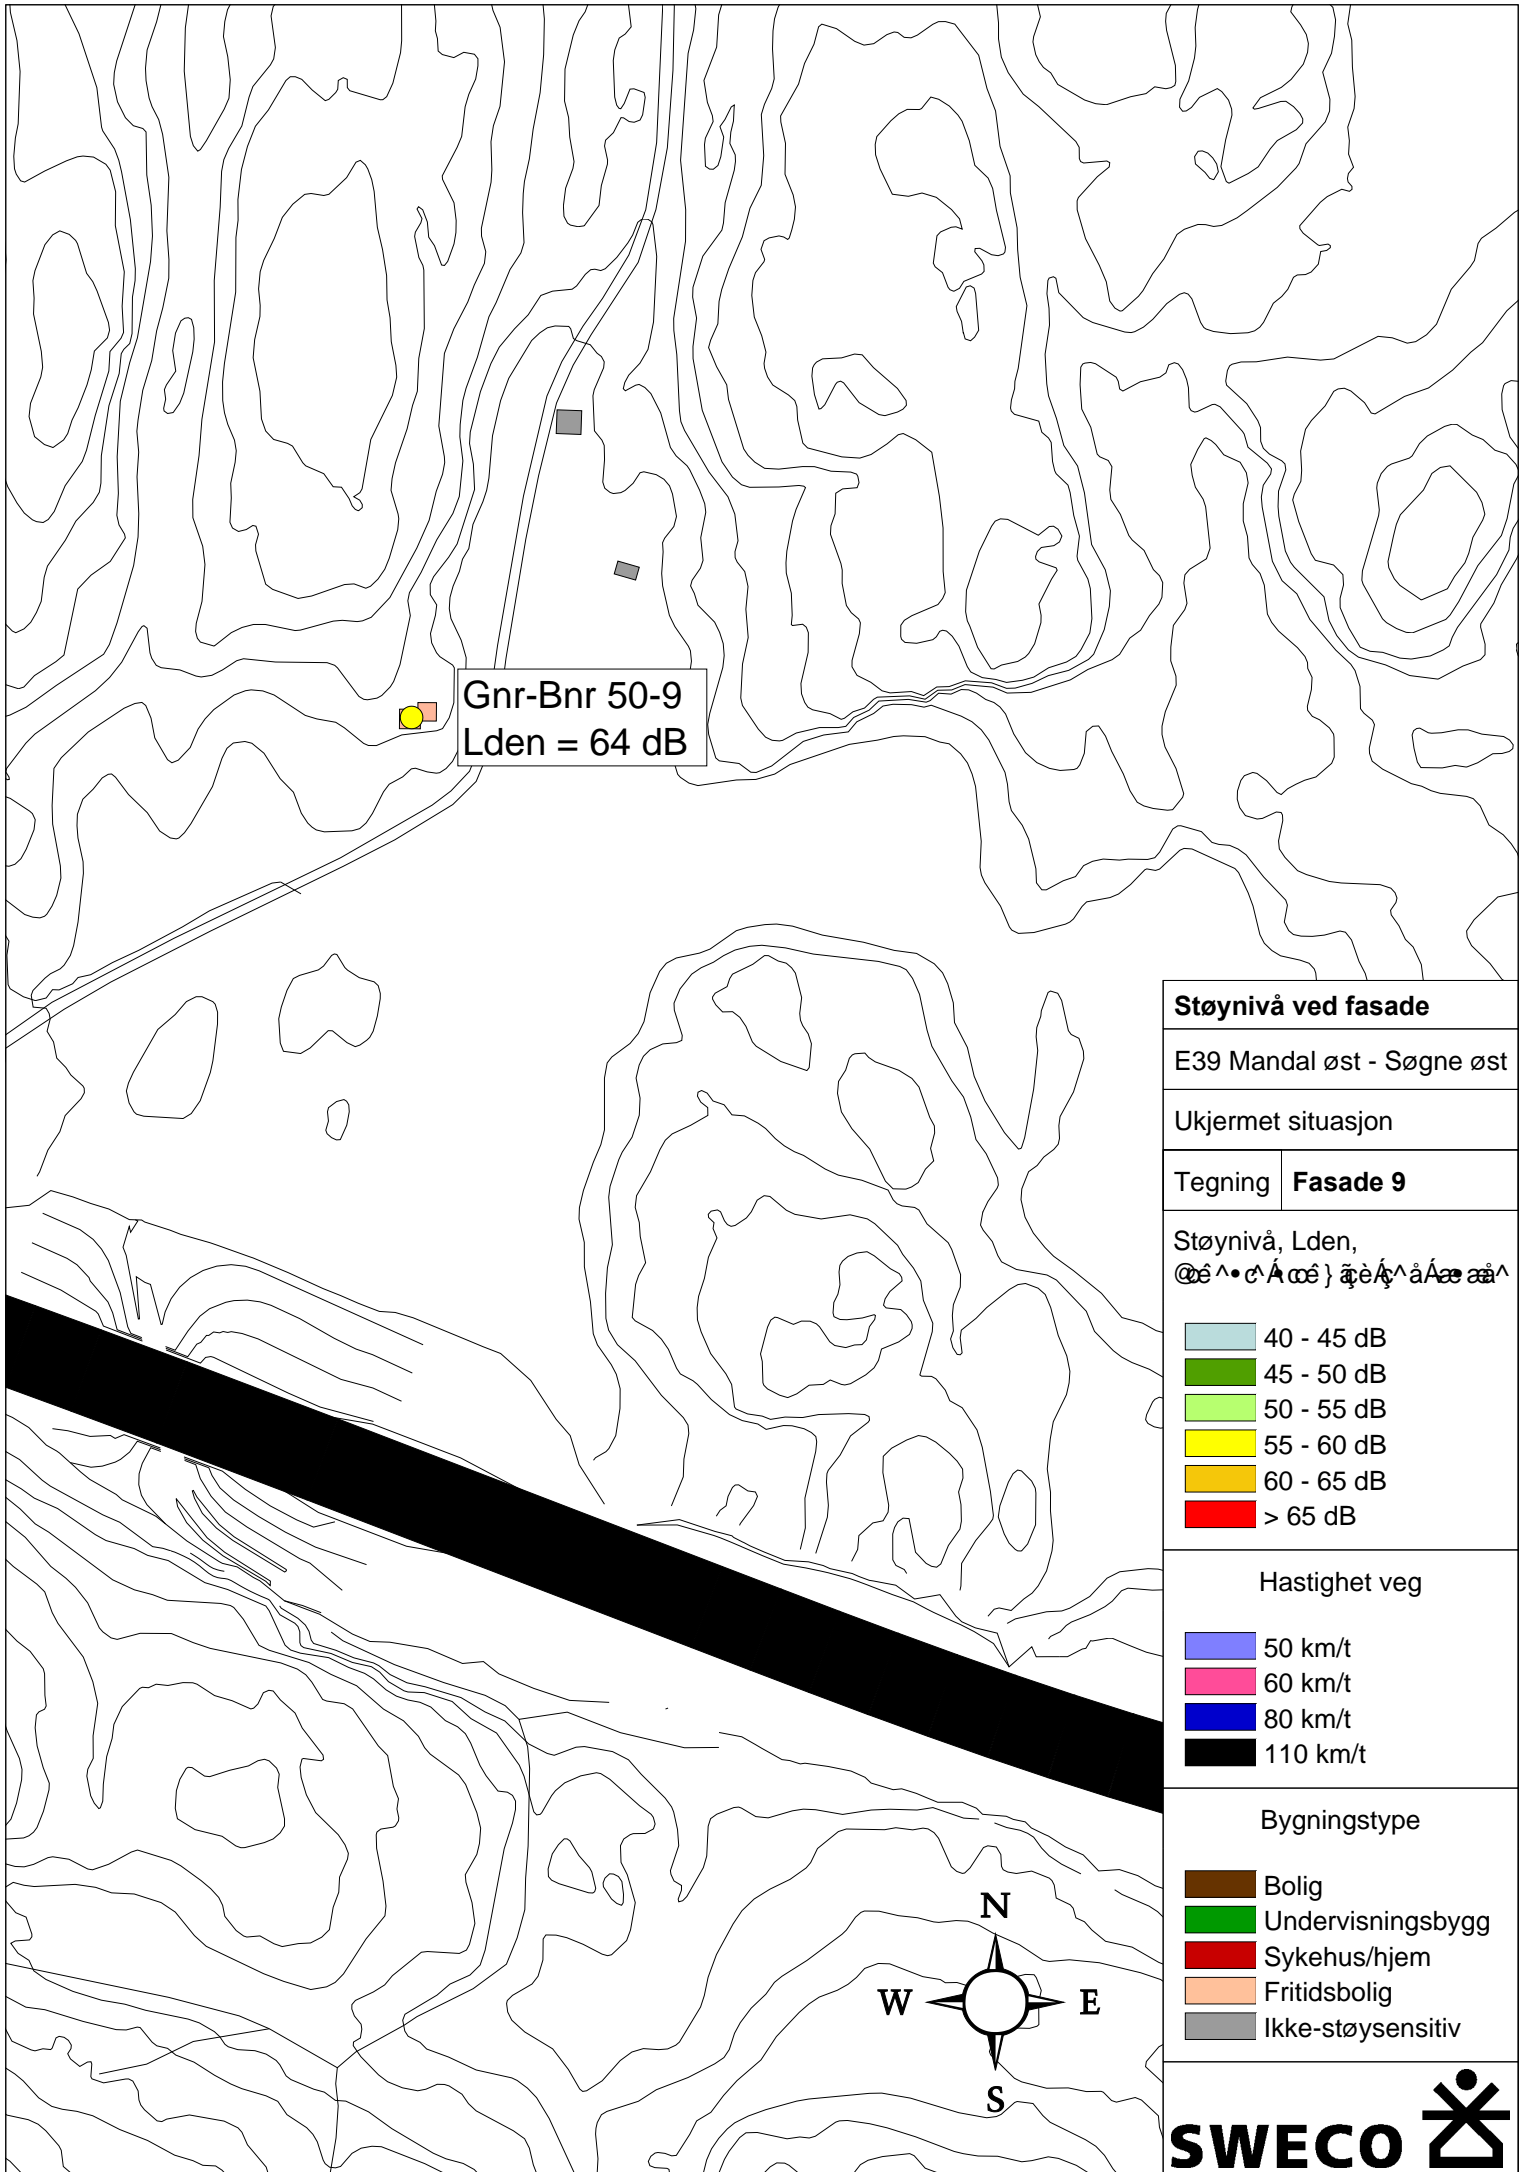 Gnr-Bnr 50-9
Lden = 64 dB
Støynivå ved fasade
E39 Mandal øst - Søgne øst
Ukjermet situasjon
Tegning Fasade 9
Støynivå, Lden,
40 - 45 dB
45 - 50 dB
50 - 55 dB
55 - 60 dB
60 - 65 dB
> 65 dB
Hastighet veg
50 km/t
60 km/t
80 km/t
110 km/t
Bygningstype
Bolig
Undervisningsbygg
Sykehus/hjem
Fritidsbolig
Ikke-støysensitiv
N
W E
S
SWECO